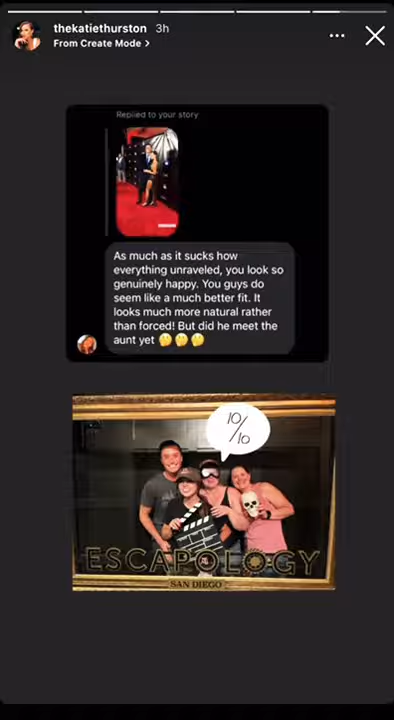 thekatiethurston 3h
From Create Mode >
Replied to your story
As much as it sucks how
everything unraveled, you look so
genuinely happy. You guys do
seem like a much better fit. It
looks much more natural rather
than forced! But did he meet the
aunt yet 🤔🤔🤔
10/10
ESCAPOLOGY
SAN DIEGO